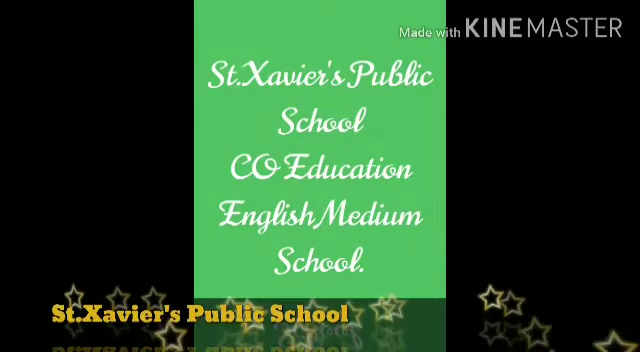 Made with KINEMASTER
St.Xavier's Public
School
CO Education
English Medium
School.
St.Xavier's Public School